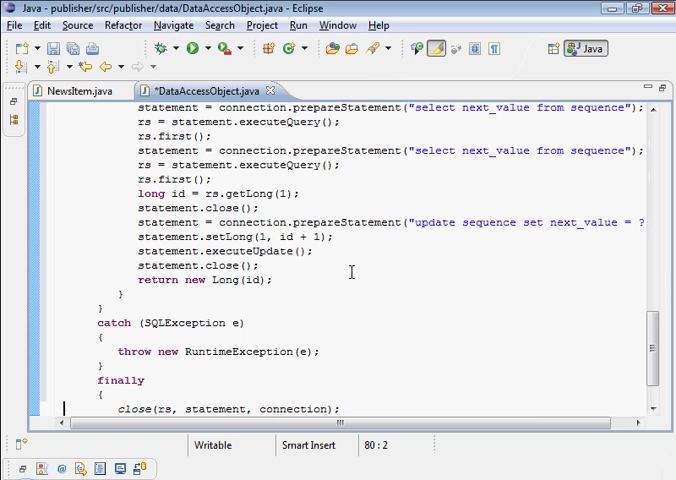 Java - publisher/src/publisher/data/DataAccessObject.java - Eclipse
File Edit Source Refactor Navigate Search Project Run Window Help
Java
NewsItem.java *DataAccessObject.java
statement = connection.prepareStatement("select next_value from sequence");
rs = statement.executeQuery();
rs.first();
statement = connection.prepareStatement("select next_value from sequence");
rs = statement.executeQuery();
rs.first();
long id = rs.getLong(1);
statement.close();
statement = connection.prepareStatement("update sequence set next_value = ?
statement.setLong(1, id + 1);
statement.executeUpdate();
statement.close();
return new Long(id);
}
}
catch (SQLException e)
{
throw new RuntimeException(e);
}
finally
{
close(rs, statement, connection);
Writable Smart Insert 80 : 2